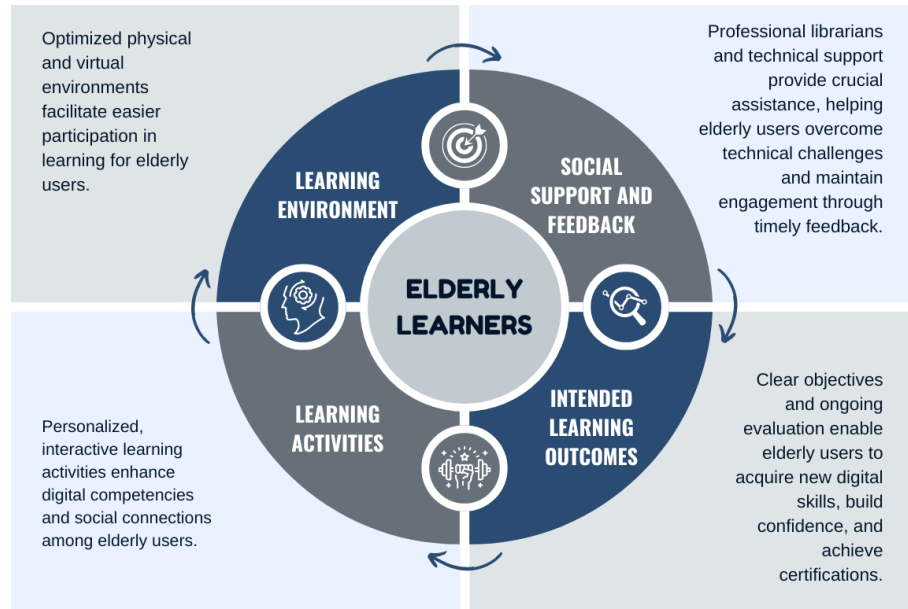 Optimized physical
and virtual
environments
facilitate easier
participation in
learning for elderly
users.
Professional librarians
and technical support
provide crucial
assistance, helping
elderly users overcome
technical challenges
and maintain
engagement through
timely feedback.
LEARNING
ENVIRONMENT
SOCIAL
SUPPORT AND
FEEDBACK
ELDERLY
LEARNERS
LEARNING
ACTIVITIES
INTENDED
LEARNING
OUTCOMES
Personalized,
interactive learning
activities enhance
digital competencies
and social connections
among elderly users.
Clear objectives
and ongoing
evaluation enable
elderly users to
acquire new digital
skills, build
confidence, and
achieve
certifications.